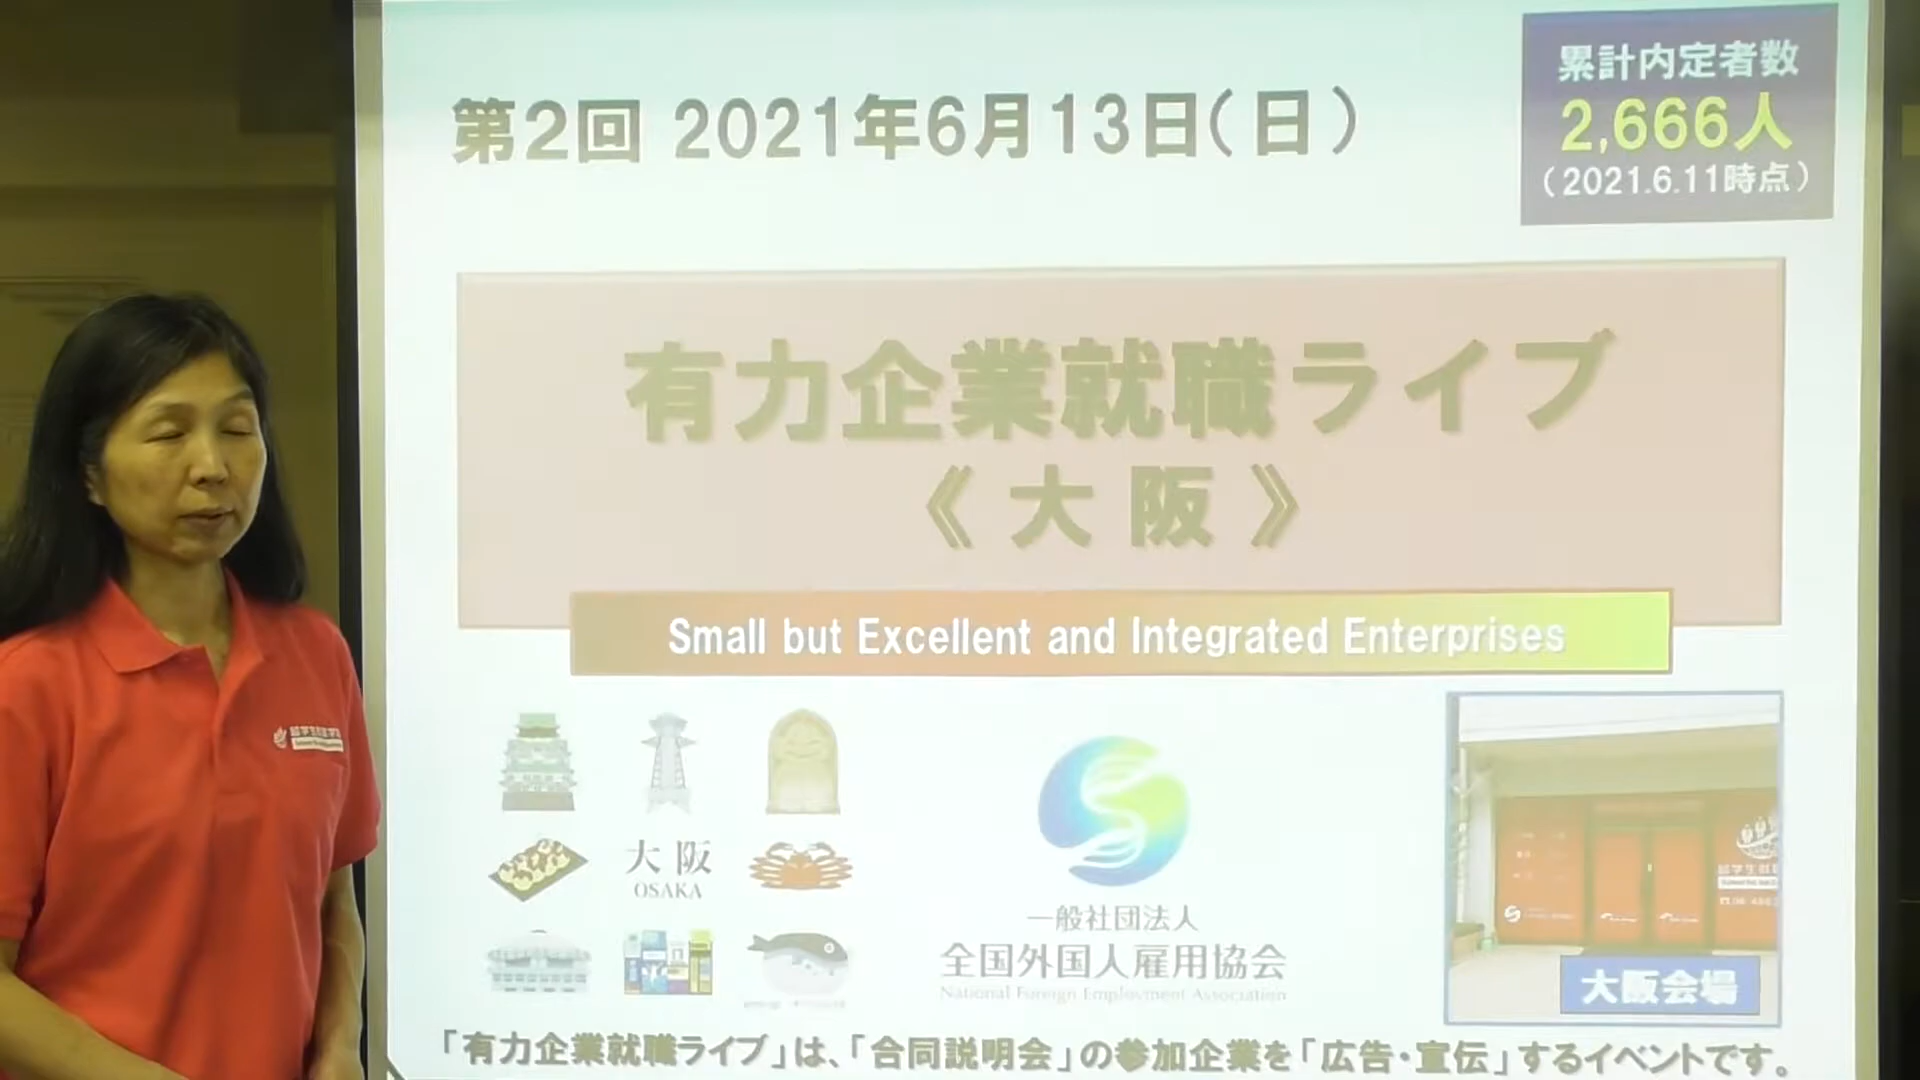 第2回 2021年6月13日(日)
累計内定者数
2,666人
(2021.6.11時点)
有力企業就職ライブ
《大阪》
Small but Excellent and Integrated Enterprises
大阪
OSAKA
一般社団法人
全国外国人雇用協会
National Foreign Employment Association
大阪会場
「有力企業就職ライブ」は、「合同説明会」の参加企業を「広告・宣伝」するイベントです。